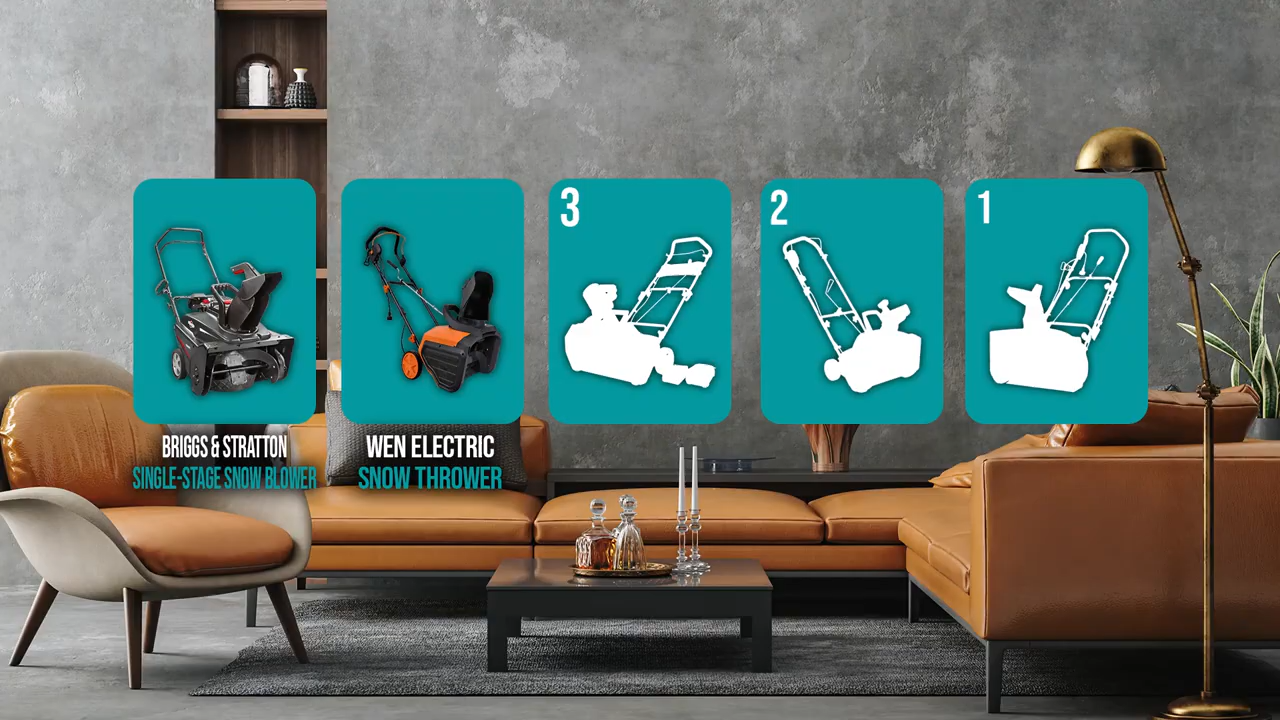 3
2
1
BRIGGS & STRATTON
SINGLE-STAGE SNOW BLOWER
WEN ELECTRIC
SNOW THROWER